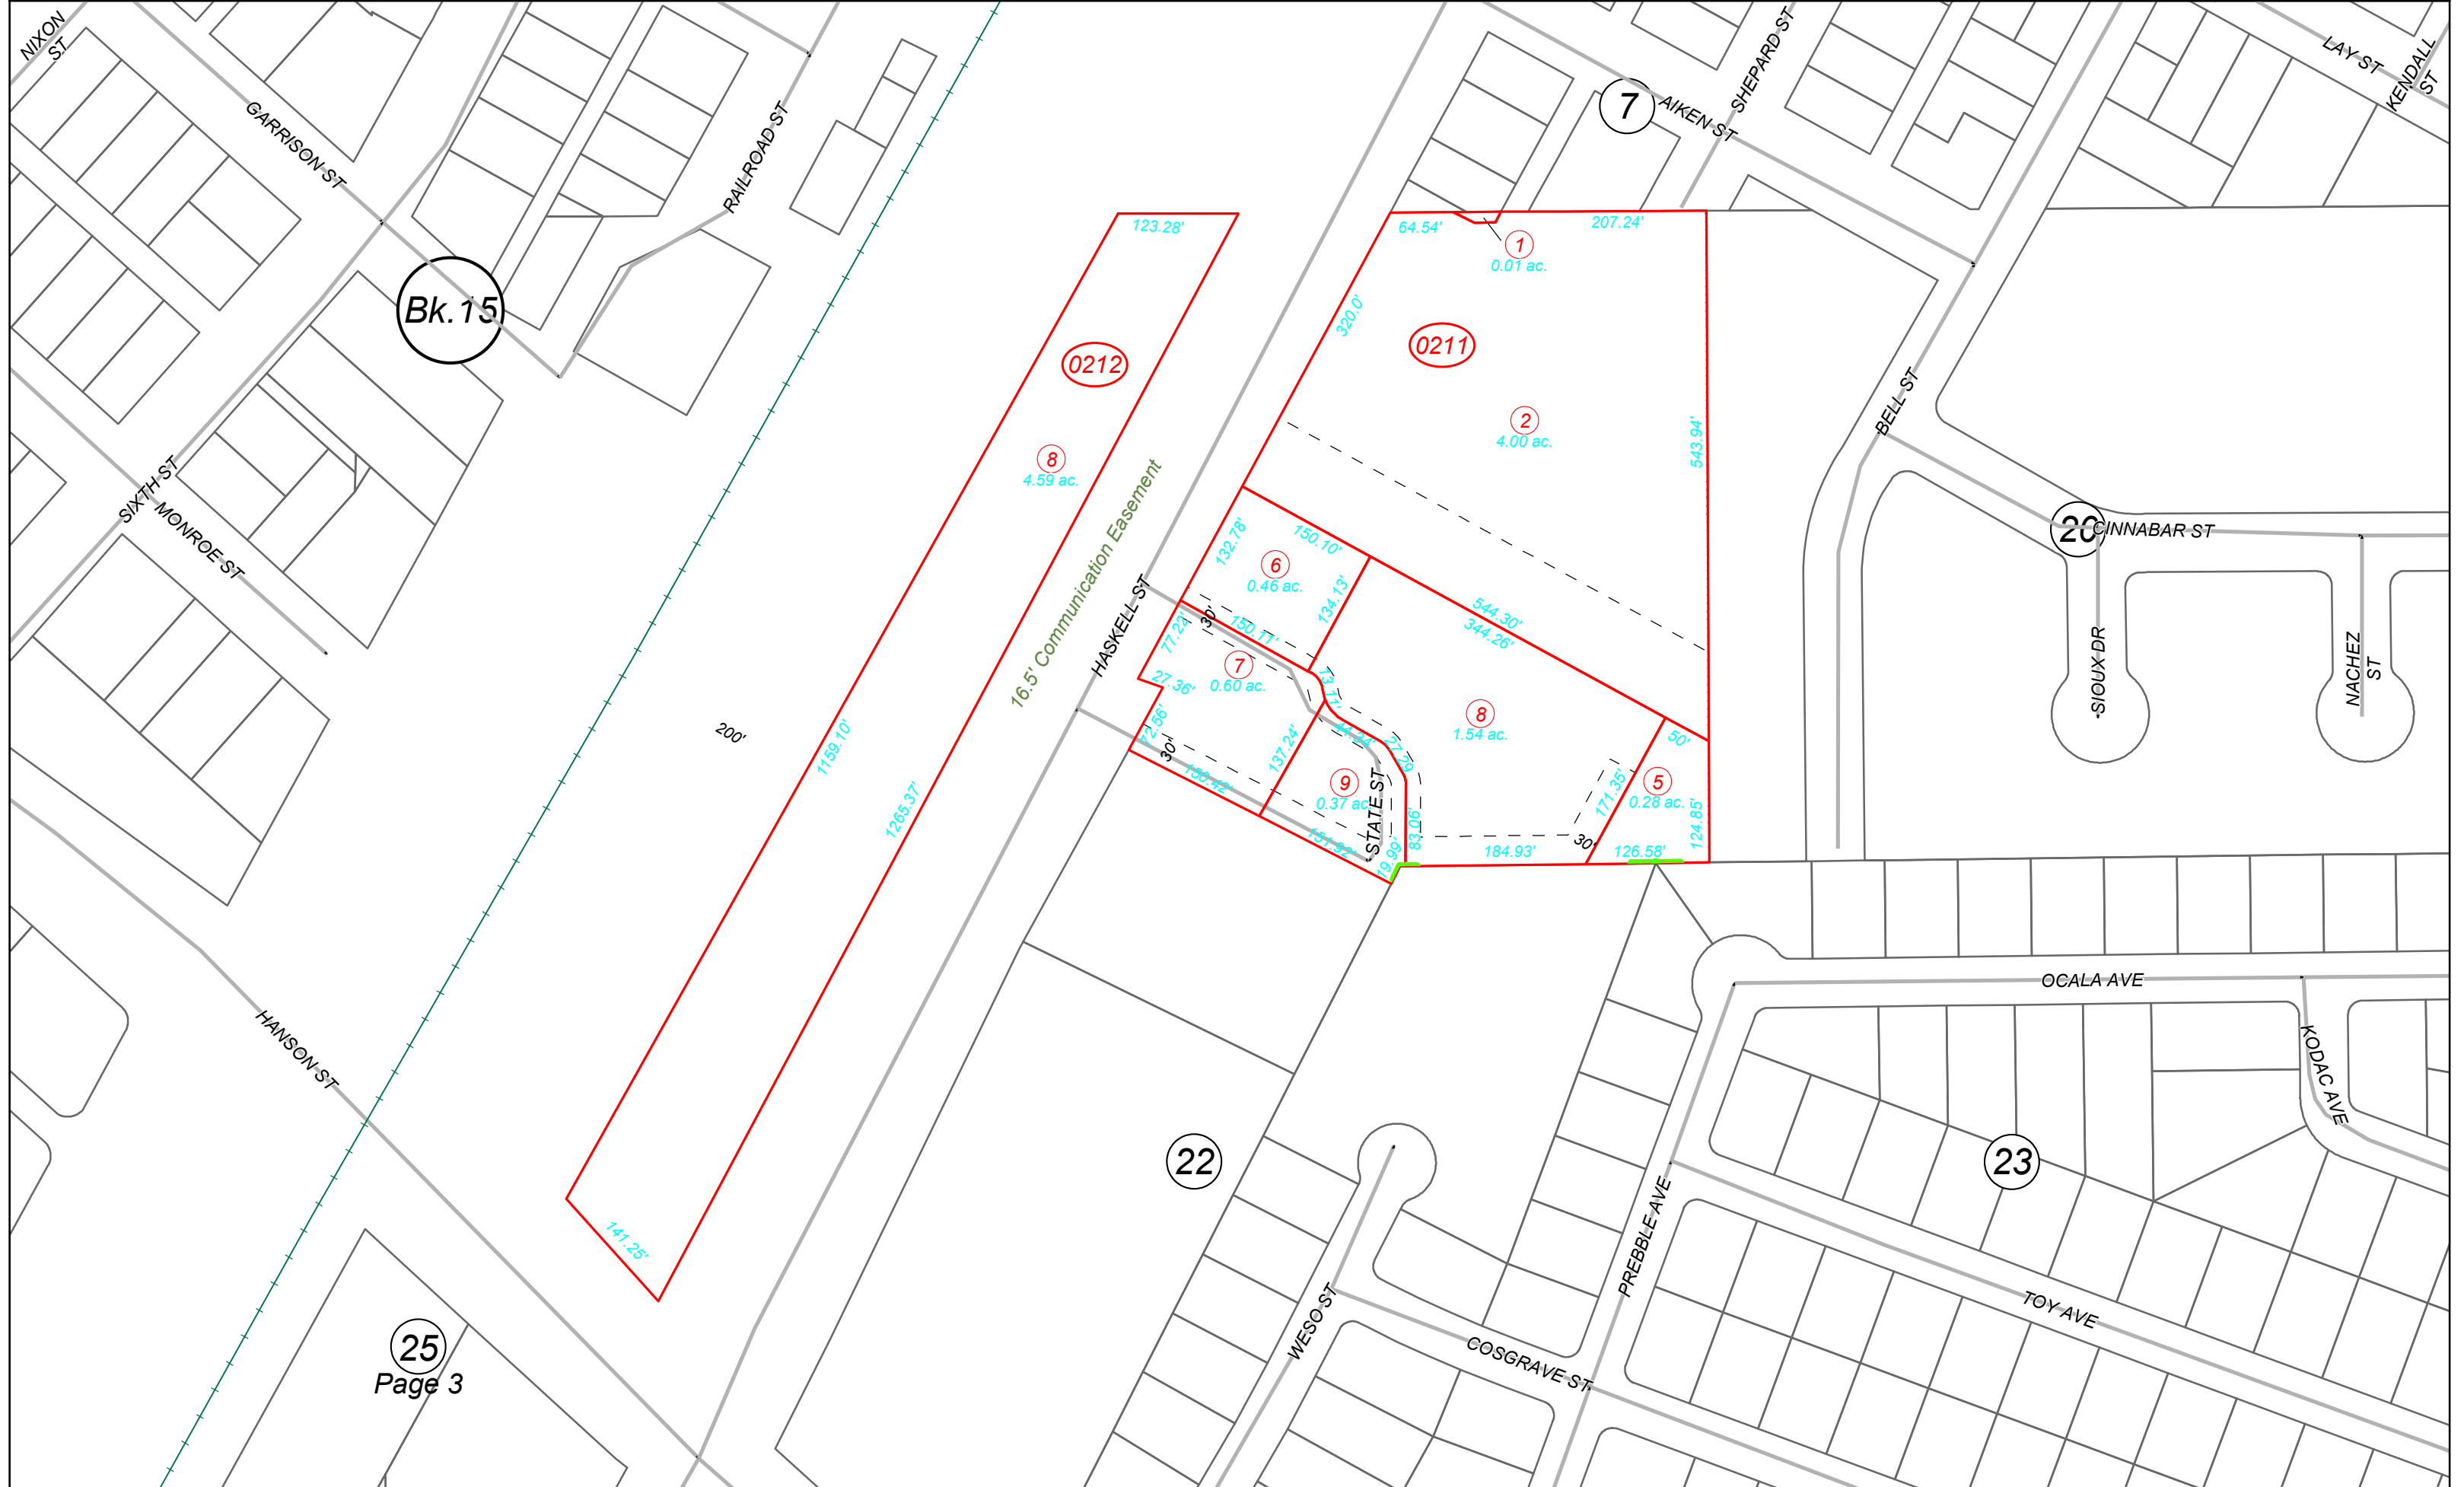 NIXON
ST
GARRISON ST
RAILROAD ST
Bk.15
SIXTH ST
MONROE ST
HANSON ST
200'
25
Page 3
123.28'
0212
8
4.59 ac.
1159.10'
1265.37'
141.25'
16.5' Communication Easement
HASKELL ST
7
AIKEN ST
SHEPARD ST
LAY ST
KENDALL
ST
64.54'
207.24'
1
0.01 ac.
320.0'
0211
2
4.00 ac.
543.94'
BELL ST
20
CINNABAR ST
SIOUX DR
NACHEZ
ST
132.78'
150.10'
6
0.46 ac.
134.13'
544.30'
344.26'
30'
150.11'
77.22'
7
0.60 ac.
27.36'
73.17'
8
1.54 ac.
50'
72.56'
30'
137.24'
44.24'
27.29
150.42'
9
0.37 ac.
STATE ST
83.06'
171.35'
5
0.28 ac.
124.85'
151.92'
19.99'
184.93'
30'
126.58'
OCALA AVE
KODAC AVE
22
23
PREBBLE AVE
WESO ST
COSGRAVE ST
TOY AVE